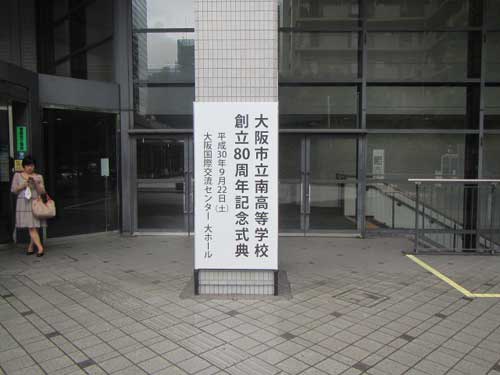 大阪市立南高等学校
創立80周年記念式典
平成30年9月22日(土)
大阪国際交流センター 大ホール